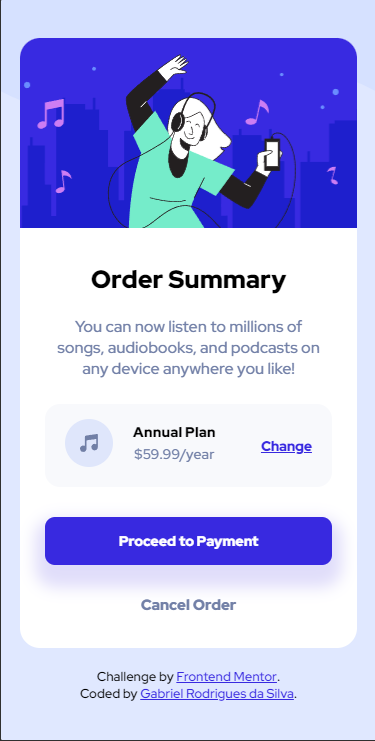 Order Summary
You can now listen to millions of
songs, audiobooks, and podcasts on
any device anywhere you like!
Annual Plan
$59.99/year
Change
Proceed to Payment
Cancel Order
Challenge by Frontend Mentor.
Coded by Gabriel Rodrigues da Silva.